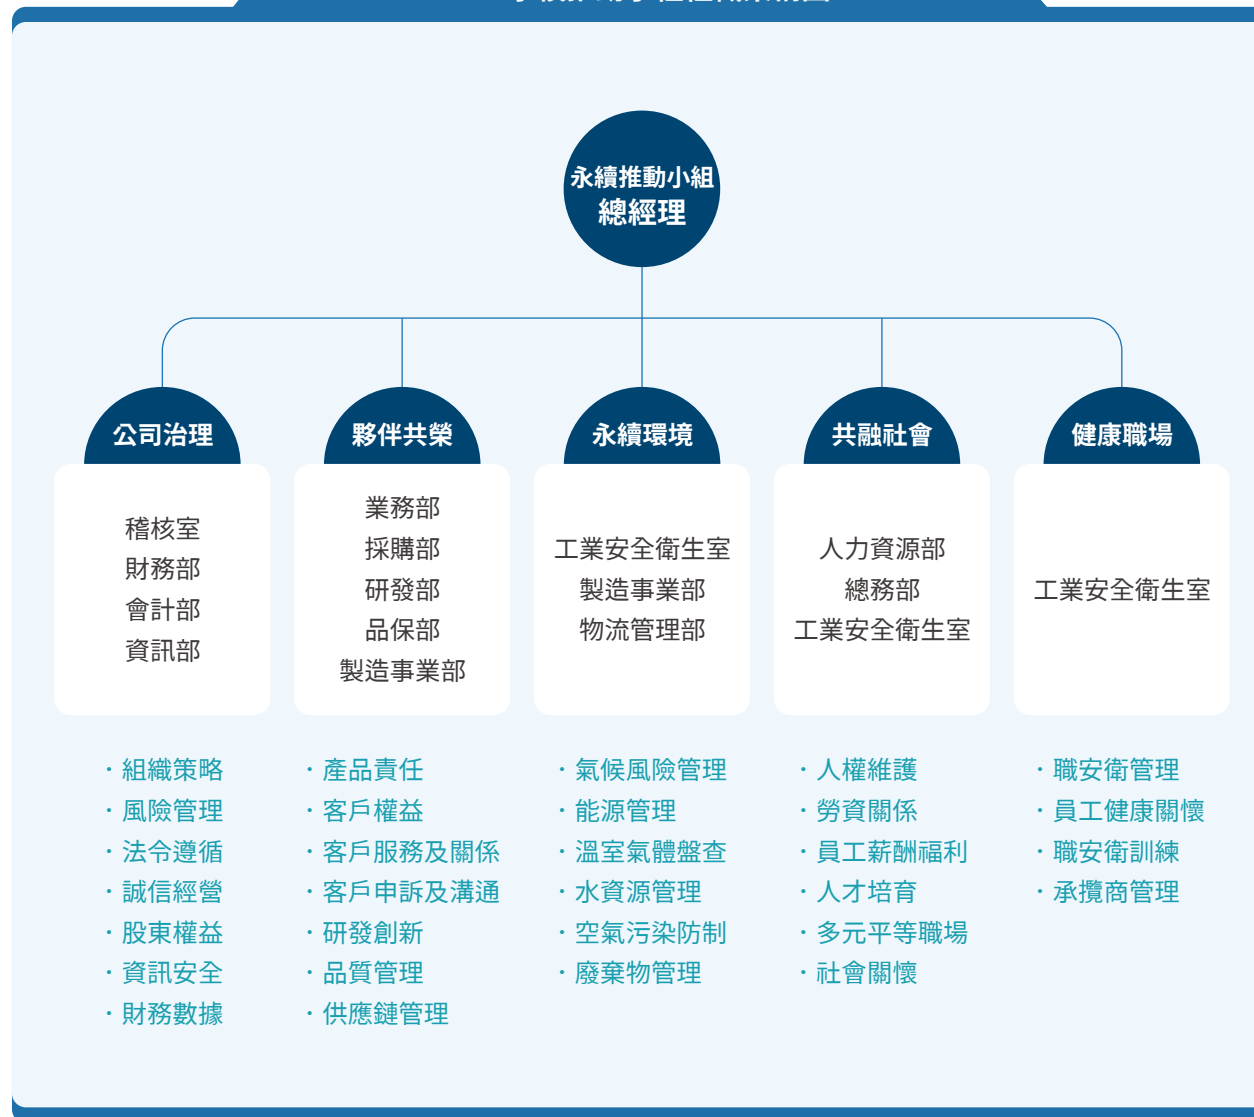 永續推動小組
總經理
公司治理
稽核室
財務部
會計部
資訊部
・組織策略
・風險管理
・法令遵循
・誠信經營
・股東權益
・資訊安全
・財務數據
夥伴共榮
業務部
採購部
研發部
品保部
製造事業部
・產品責任
・客戶權益
・客戶服務及關係
・客戶申訴及溝通
・研發創新
・品質管理
・供應鏈管理
永續環境
工業安全衛生室
製造事業部
物流管理部
・氣候風險管理
・能源管理
・溫室氣體盤查
・水資源管理
・空氣污染防制
・廢棄物管理
共融社會
人力資源部
總務部
工業安全衛生室
・人權維護
・勞資關係
・員工薪酬福利
・人才培育
・多元平等職場
・社會關懷
健康職場
工業安全衛生室
・職安衛管理
・員工健康關懷
・職安衛訓練
・承攬商管理